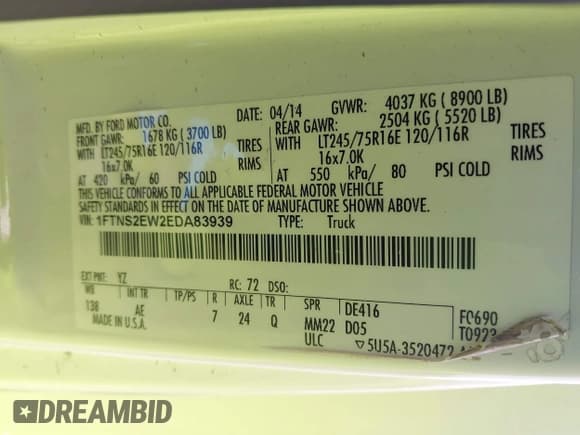 MFD. BY FORD MOTOR CO.
DATE: 04/14 GVWR: 4037 KG ( 8900 LB)
FRONT GAWR: 1678 KG ( 3700 LB)
REAR GAWR: 2504 KG ( 5520 LB)
WITH LT245/75R16E 120/116R TIRES
WITH LT245/75R16E 120/116R TIRES
16x7.0K RIMS
16x7.0K RIMS
AT 420 kPa/ 60 PSI COLD
AT 550 kPa/ 80 PSI COLD
THIS VEHICLE CONFORMS TO ALL APPLICABLE FEDERAL MOTOR VEHICLE
SAFETY STANDARDS IN EFFECT ON THE DATE OF MANUFACTURE SHOWN ABOVE.
VIN: 1FTNS2EW2EDA83939 TYPE: Truck
EXT PNT: YZ RC: 72 DSO:
WB INT TR TP/PS R AXLE TR SPR DE416 F0690
138 AE 7 24 Q MM22 D05 T0923
MADE IN U.S.A. ULC ▽5U5A-3520472
DREAMBID